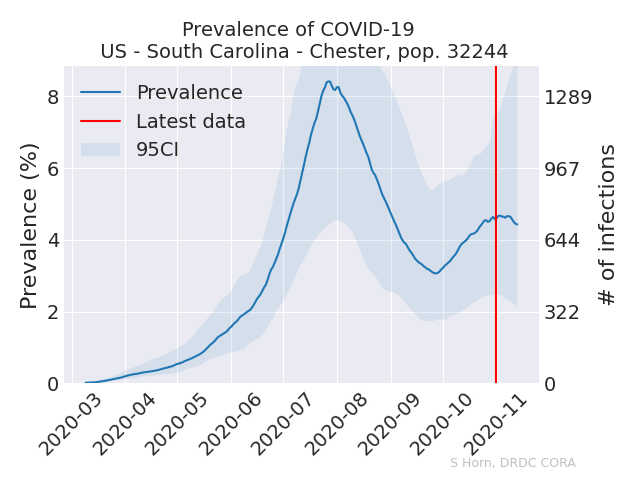 Prevalence of COVID-19
US - South Carolina - Chester, pop. 32244
Prevalence
Latest data
95CI
Prevalence (%)
8
6
4
2
0
1289
967
644
322
0
# of infections
2020-03
2020-04
2020-05
2020-06
2020-07
2020-08
2020-09
2020-10
2020-11
S Horn, DRDC CORA